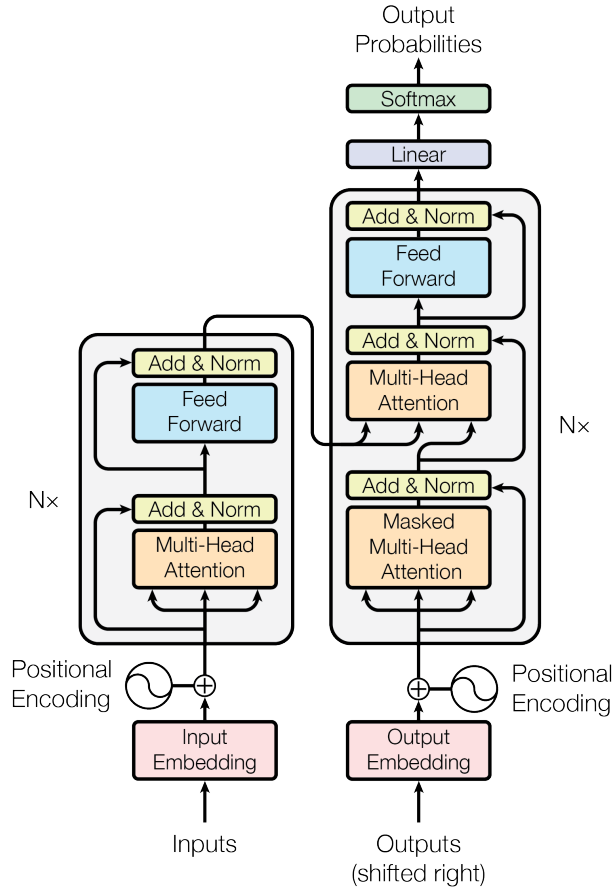 Output
Probabilities
Softmax
Linear
Add & Norm
Feed
Forward
Add & Norm
Multi-Head
Attention
Nx
Add & Norm
Masked
Multi-Head
Attention
Add & Norm
Feed
Forward
Nx
Add & Norm
Multi-Head
Attention
Positional
Encoding
Positional
Encoding
Input
Embedding
Output
Embedding
Inputs
Outputs
(shifted right)